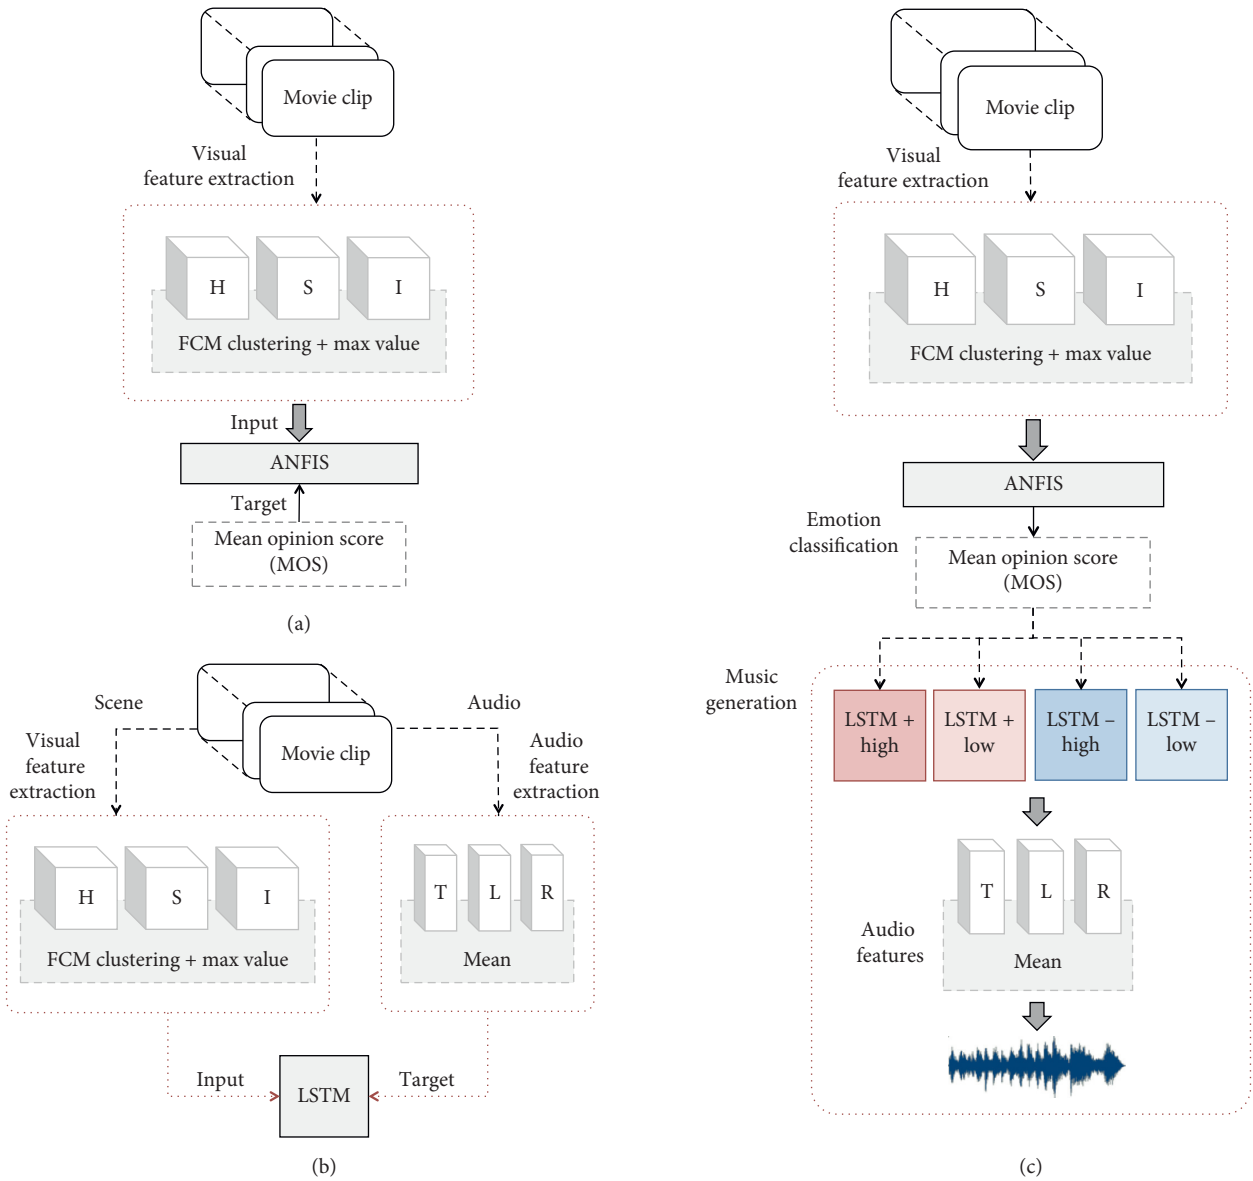 Movie clip
Visual
feature extraction
H
S
I
FCM clustering + max value
Input
ANFIS
Target
Mean opinion score
(MOS)
(a)
Scene
Audio
Movie clip
Visual
feature
extraction
Audio
feature
extraction
H
S
I
FCM clustering + max value
T
L
R
Mean
Input
LSTM
Target
(b)
Movie clip
Visual
feature extraction
H
S
I
FCM clustering + max value
ANFIS
Emotion
classification
Mean opinion score
(MOS)
Music
generation
LSTM +
high
LSTM +
low
LSTM –
high
LSTM –
low
T
L
R
Audio
features
Mean
(c)